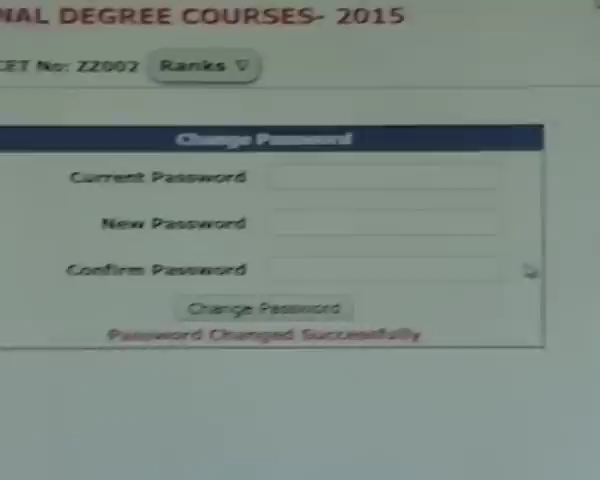 NAL DEGREE COURSES- 2015
CET No: ZZ002 Ranks ▽
Change Password
Current Password
New Password
Confirm Password
Change Password
Password Changed Successfully